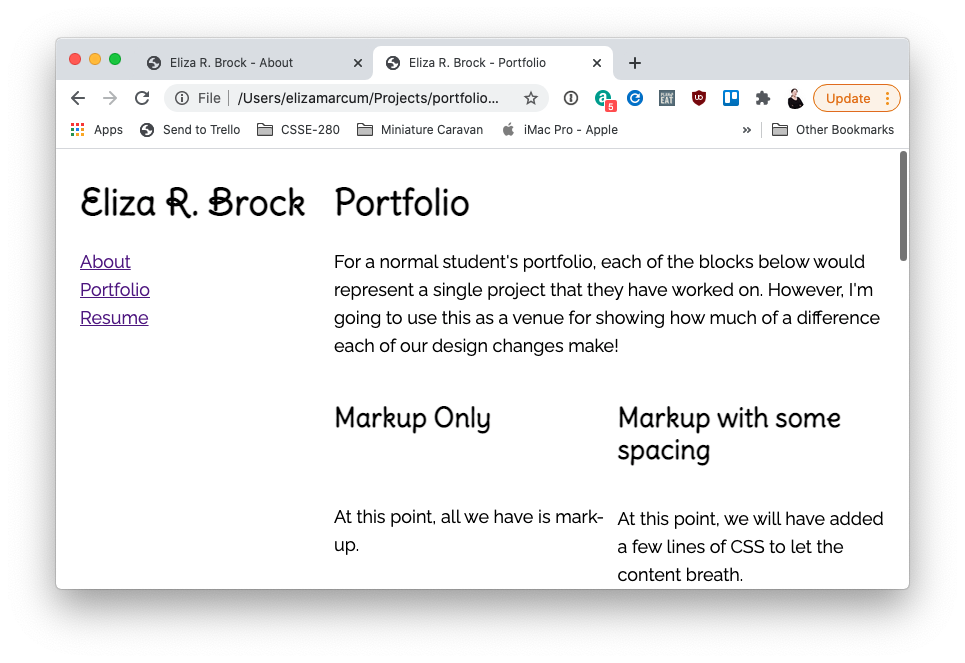 Eliza R. Brock - About
Eliza R. Brock - Portfolio
File | /Users/elizamarcum/Projects/portfolio...
5
PLEASE EAT
Update
Apps
Send to Trello
CSSE-280
Miniature Caravan
iMac Pro - Apple
»
Other Bookmarks
Eliza R. Brock
About
Portfolio
Resume
Portfolio
For a normal student's portfolio, each of the blocks below would
represent a single project that they have worked on. However, I'm
going to use this as a venue for showing how much of a difference
each of our design changes make!
Markup Only
At this point, all we have is mark-
up.
Markup with some
spacing
At this point, we will have added
a few lines of CSS to let the
content breath.